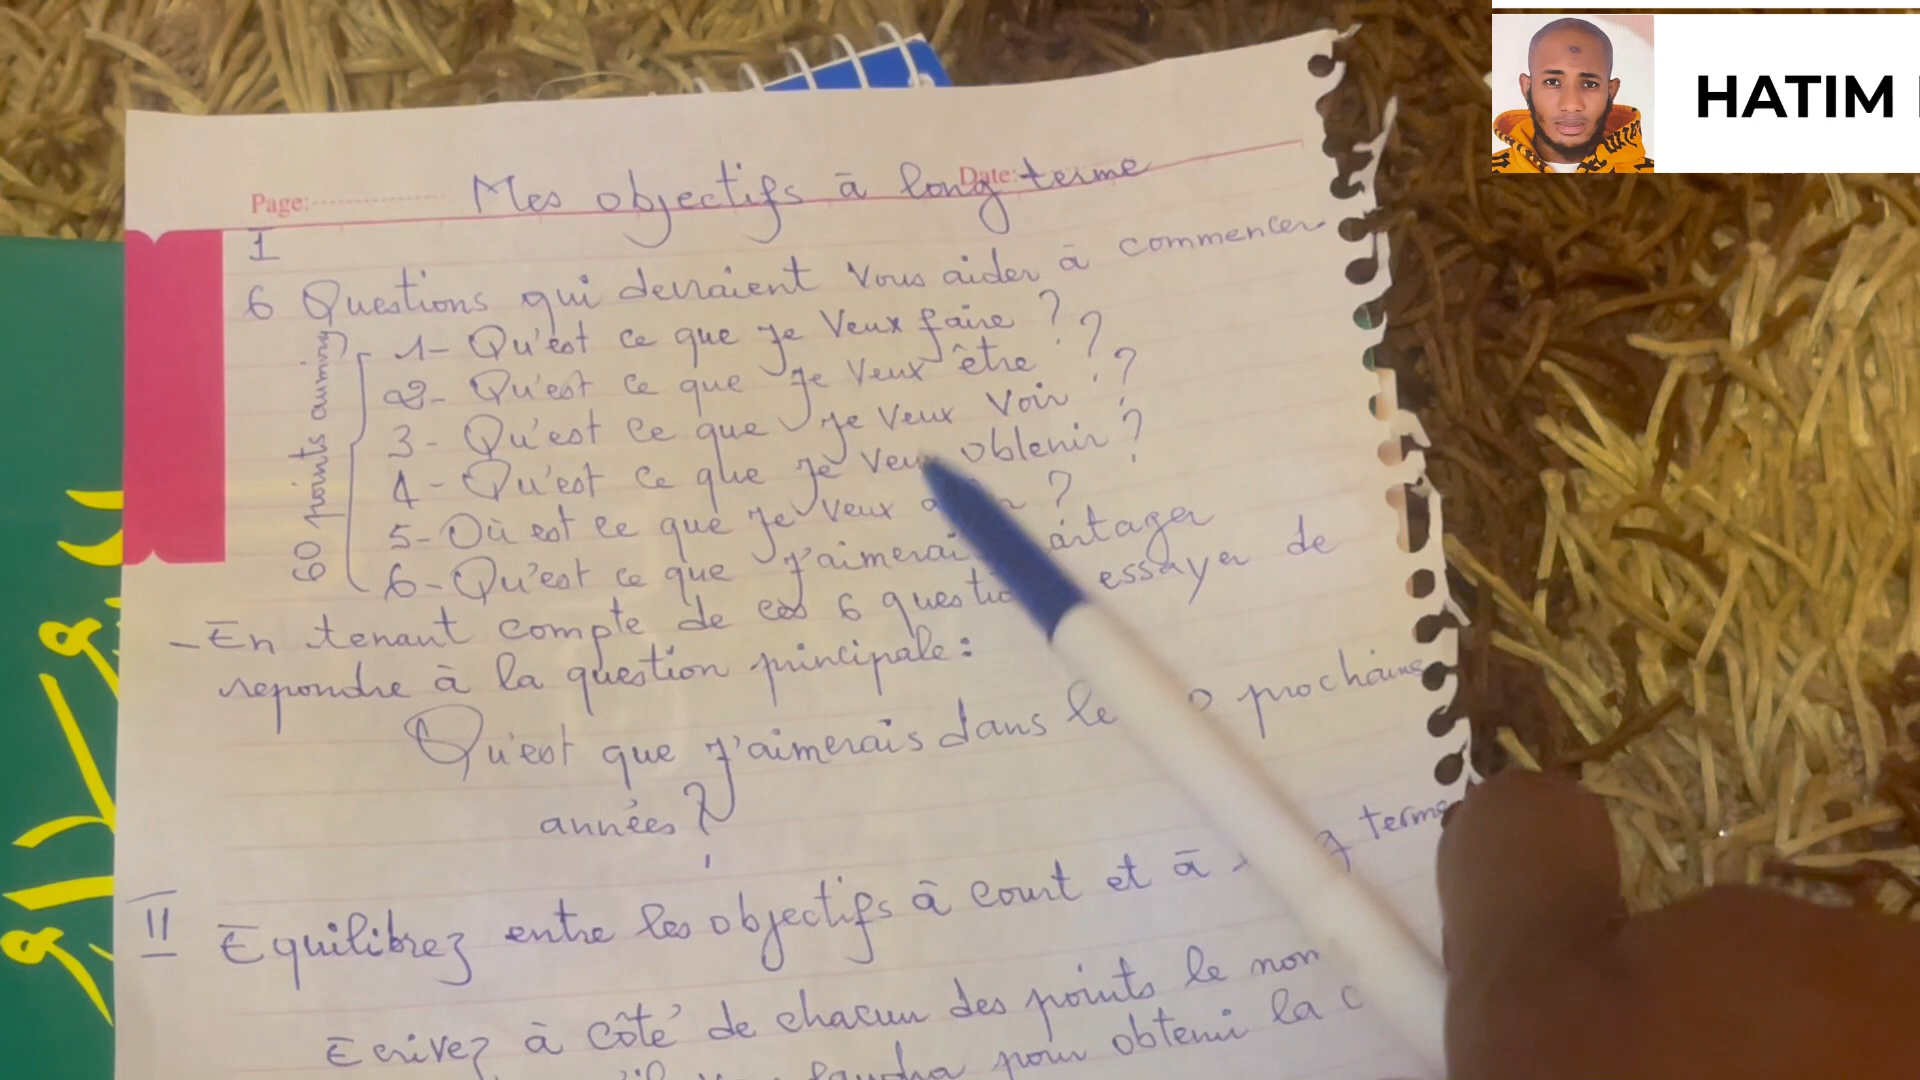 HATIM
Page:
Date:
Mes objectifs à long terme
I
6 Questions qui devraient vous aider à commencer
60 points
1- Qu'est ce que je veux faire ?
2- Qu'est ce que je veux être ?
3- Qu'est ce que je veux voir ?
4- Qu'est ce que je veux obtenir ?
5- Où est ce que je veux ?
6- Qu'est ce que j'aimerai
- En tenant compte de ces 6 essayer de
repondre à la question principale :
Qu'est que j'aimerais dans prochaines
années ?
II Equilibrez entre les objectifs à court et à terme
Ecrivez à côté de chacun des points le
pour obtenir la